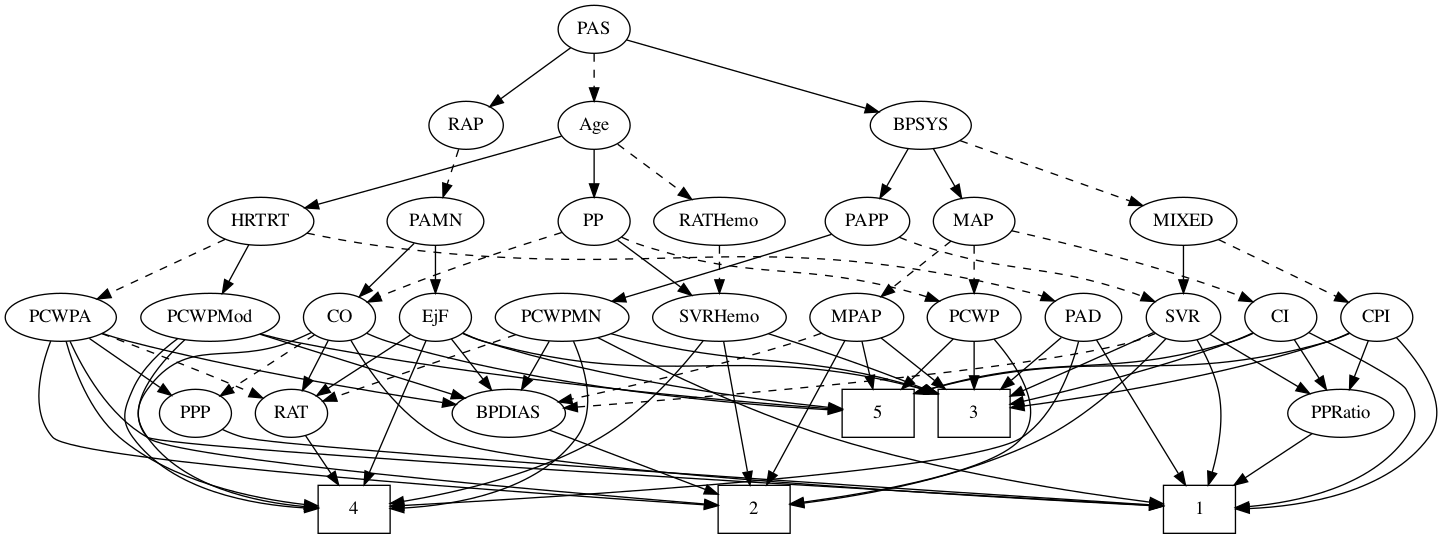 PAS
RAP
Age
BPSYS
HRTRT
PAMN
PP
RATHemo
PAPP
MAP
MIXED
PCWPA
PCWPMod
CO
EjF
PCWPMN
SVRHemo
MPAP
PCWP
PAD
SVR
CI
CPI
PPP
RAT
BPDIAS
5
3
PPRatio
4
2
1